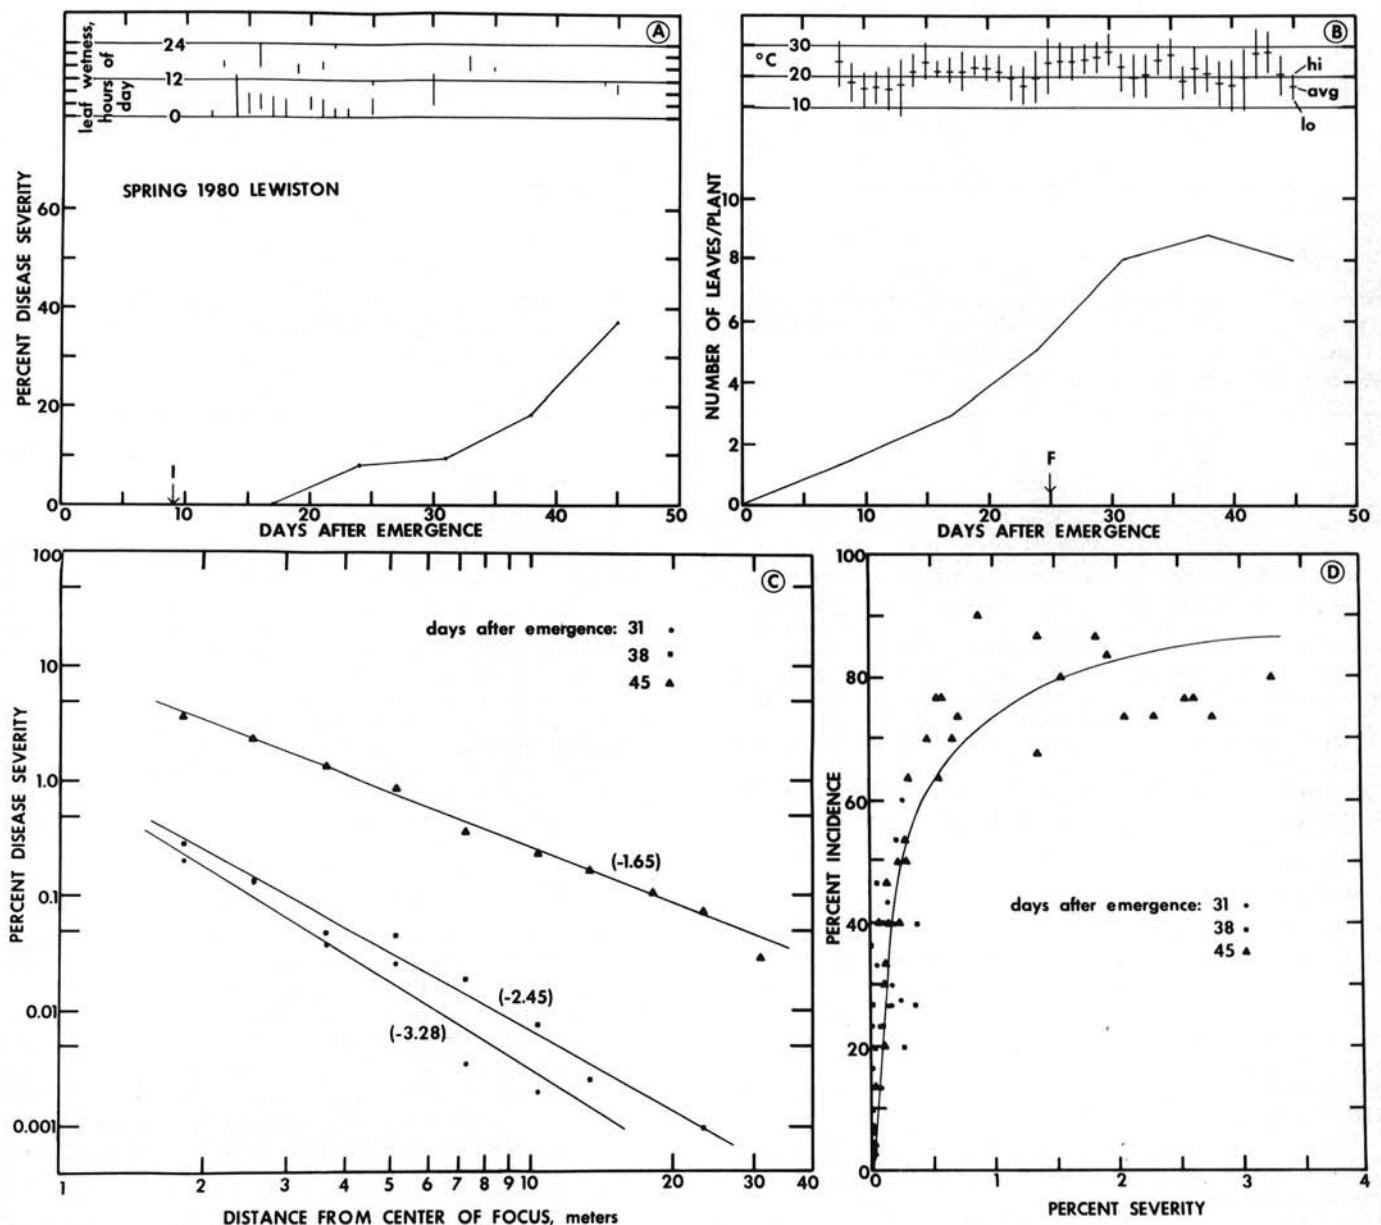 A
leaf wetness,
hours of
day
24
12
0
SPRING 1980 LEWISTON
PERCENT DISEASE SEVERITY
60
40
20
0
I
0 10 20 30 40 50
DAYS AFTER EMERGENCE
B
°C
30
20
10
hi
avg
lo
NUMBER OF LEAVES/PLANT
10
8
6
4
2
0
F
0 10 20 30 40 50
DAYS AFTER EMERGENCE
C
PERCENT DISEASE SEVERITY
100
10
1.0
0.1
0.01
0.001
days after emergence: 31
38
45
(-1.65)
(-2.45)
(-3.28)
1 2 3 4 5 6 7 8 9 10 20 30 40
DISTANCE FROM CENTER OF FOCUS, meters
D
PERCENT INCIDENCE
100
80
60
40
20
0
days after emergence: 31
38
45
0 1 2 3 4
PERCENT SEVERITY